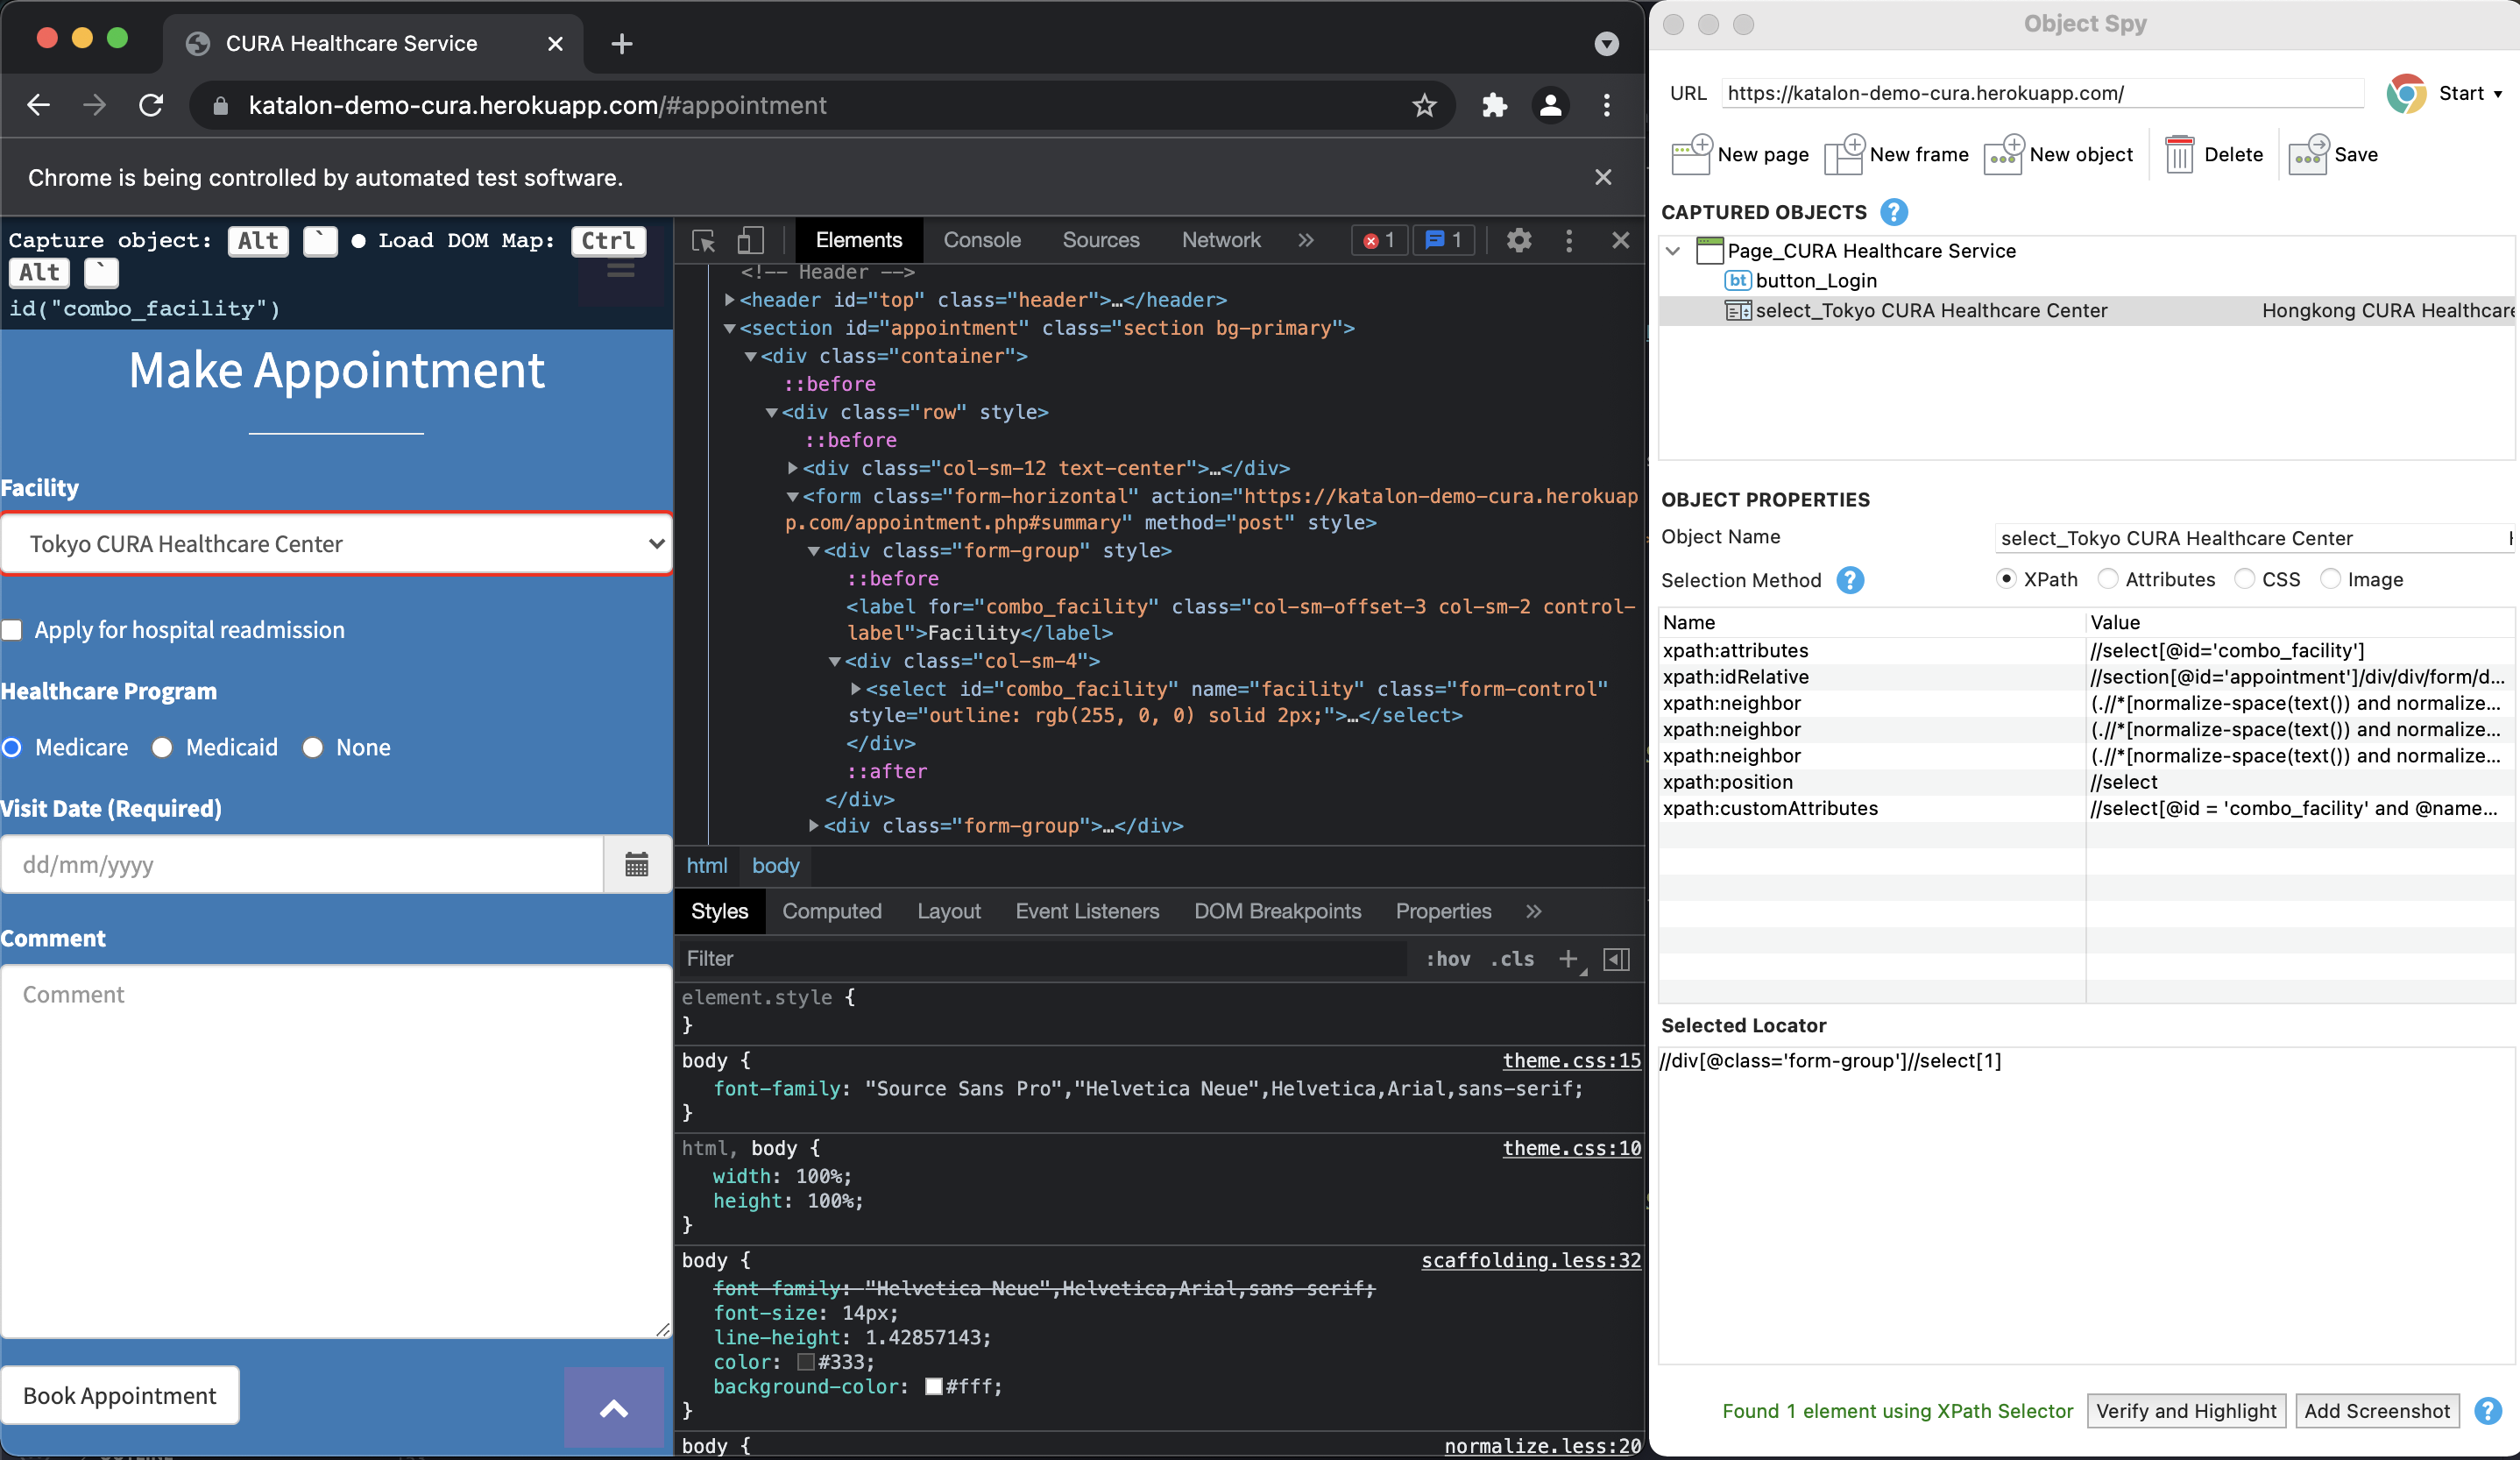 CURA Healthcare Service
katalon-demo-cura.herokuapp.com/#appointment
Chrome is being controlled by automated test software.
Capture object: Alt ` ● Load DOM Map: Ctrl
Alt `
id("combo_facility")
Make Appointment
Facility
Tokyo CURA Healthcare Center
Apply for hospital readmission
Healthcare Program
Medicare Medicaid None
Visit Date (Required)
dd/mm/yyyy
Comment
Comment
Book Appointment
Elements Console Sources Network » 1 1
<!-- Header -->
<header id="top" class="header">…</header>
<section id="appointment" class="section bg-primary">
<div class="container">
::before
<div class="row" style>
::before
<div class="col-sm-12 text-center">…</div>
<form class="form-horizontal" action="https://katalon-demo-cura.herokuap
p.com/appointment.php#summary" method="post" style>
<div class="form-group" style>
::before
<label for="combo_facility" class="col-sm-offset-3 col-sm-2 control-
label">Facility</label>
<div class="col-sm-4">
<select id="combo_facility" name="facility" class="form-control"
style="outline: rgb(255, 0, 0) solid 2px;">…</select>
</div>
::after
</div>
<div class="form-group">…</div>
html body
Styles Computed Layout Event Listeners DOM Breakpoints Properties »
Filter :hov .cls +
element.style {
}
body { theme.css:15
font-family: "Source Sans Pro","Helvetica Neue",Helvetica,Arial,sans-serif;
}
html, body { theme.css:10
width: 100%;
height: 100%;
}
body { scaffolding.less:32
font-family: "Helvetica Neue",Helvetica,Arial,sans-serif;
font-size: 14px;
line-height: 1.42857143;
color: #333;
background-color: #fff;
}
body { normalize.less:20
Object Spy
URL https://katalon-demo-cura.herokuapp.com/ Start
New page New frame New object Delete Save
CAPTURED OBJECTS ?
Page_CURA Healthcare Service
bt button_Login
select_Tokyo CURA Healthcare Center Hongkong CURA Healthcare
OBJECT PROPERTIES
Object Name select_Tokyo CURA Healthcare Center
Selection Method ? XPath Attributes CSS Image
Name Value
xpath:attributes //select[@id='combo_facility']
xpath:idRelative //section[@id='appointment']/div/div/form/d...
xpath:neighbor (.//*[normalize-space(text()) and normalize...
xpath:neighbor (.//*[normalize-space(text()) and normalize...
xpath:neighbor (.//*[normalize-space(text()) and normalize...
xpath:position //select
xpath:customAttributes //select[@id = 'combo_facility' and @name...
Selected Locator
//div[@class='form-group']//select[1]
Found 1 element using XPath Selector Verify and Highlight Add Screenshot ?